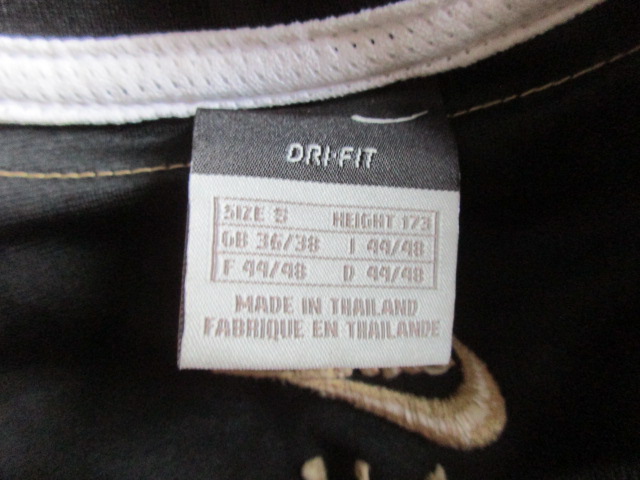 DRI-FIT
SIZE S HEIGHT 173
GB 36/38 I 44/48
F 44/48 D 44/48
MADE IN THAILAND
FABRIQUE EN THAILANDE